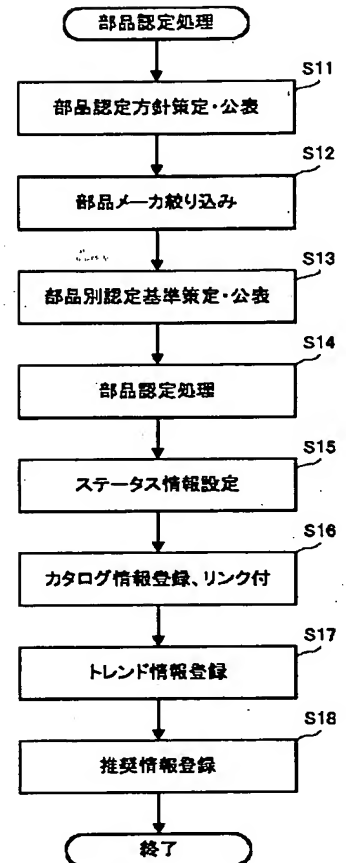 部品認定処理
S11
部品認定方針策定・公表
S12
部品メーカ絞り込み
S13
部品別認定基準策定・公表
S14
部品認定処理
S15
ステータス情報設定
S16
カタログ情報登録、リンク付
S17
トレンド情報登録
S18
推奨情報登録
終了